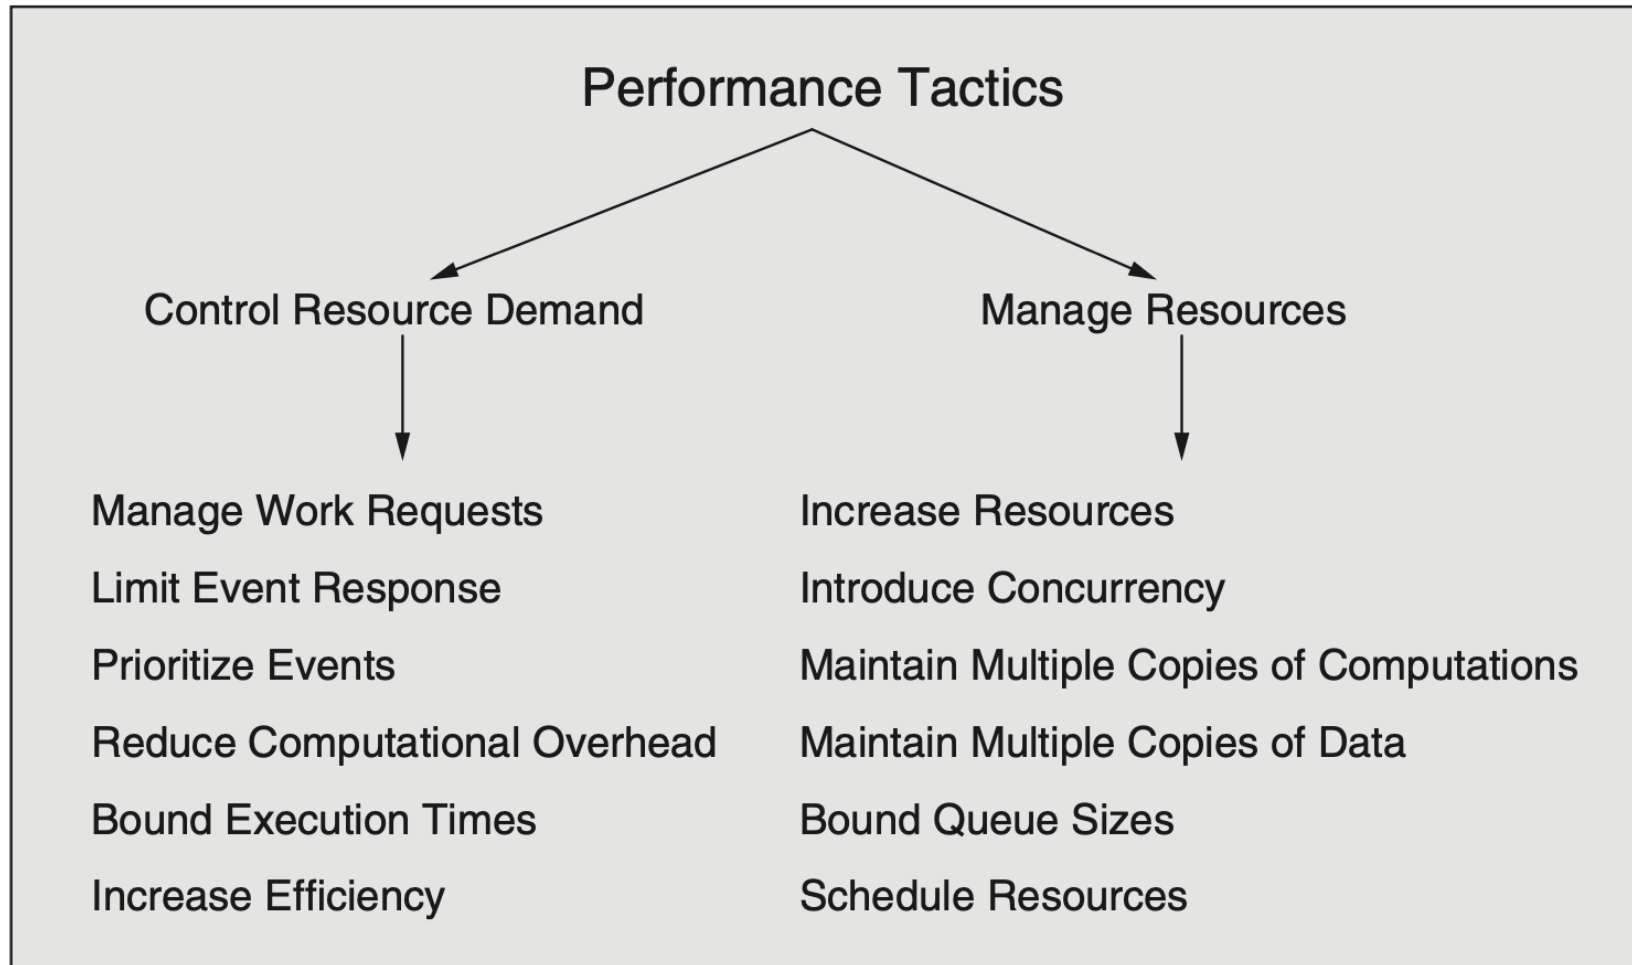 Performance Tactics
Control Resource Demand
Manage Resources
Manage Work Requests
Limit Event Response
Prioritize Events
Reduce Computational Overhead
Bound Execution Times
Increase Efficiency
Increase Resources
Introduce Concurrency
Maintain Multiple Copies of Computations
Maintain Multiple Copies of Data
Bound Queue Sizes
Schedule Resources